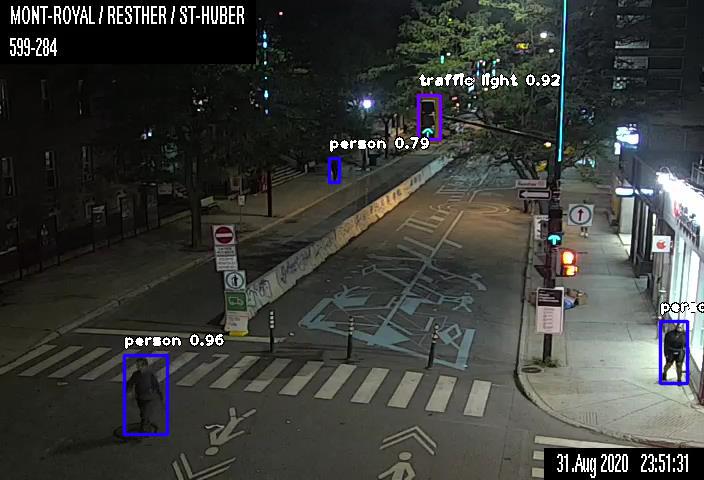 MONT-ROYAL / RESTHER / ST-HUBER
599-284
traffic light 0.92
person 0.79
person 0.96
perso
31.Aug 2020 23:51:31